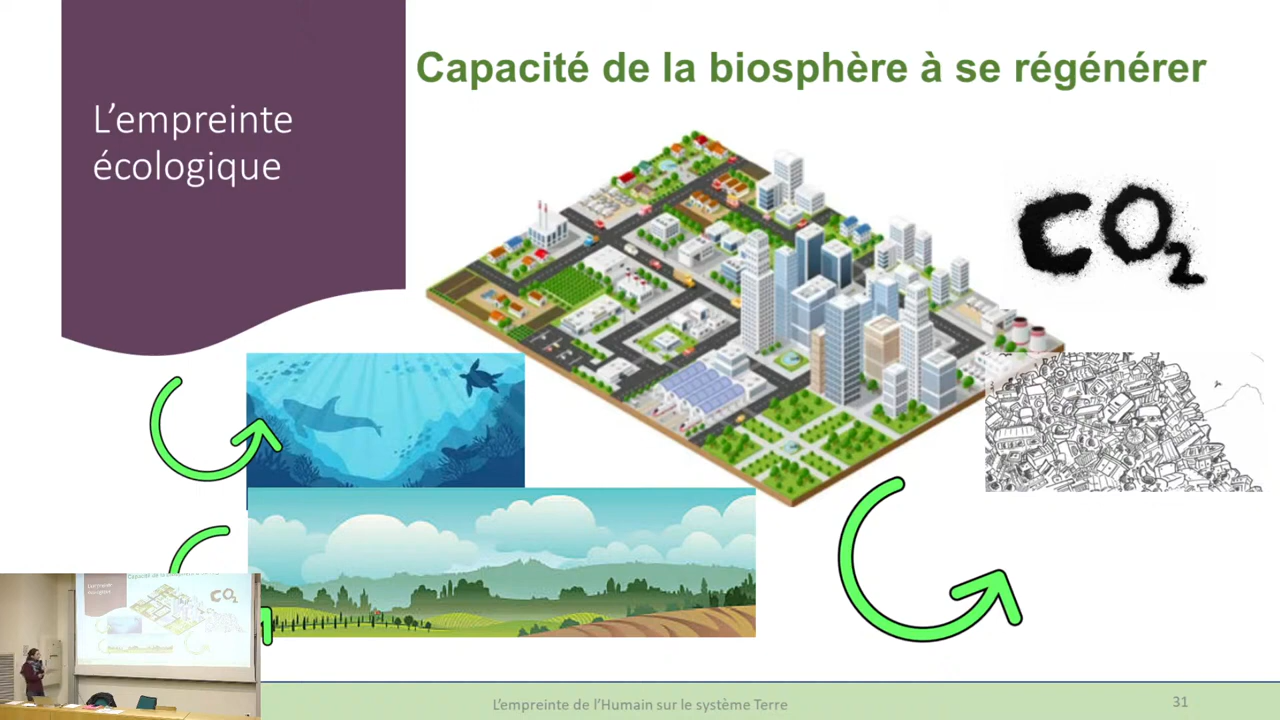 Capacité de la biosphère à se régénérer
L’empreinte
écologique
CO2
L’empreinte de l’Humain sur le système Terre
31